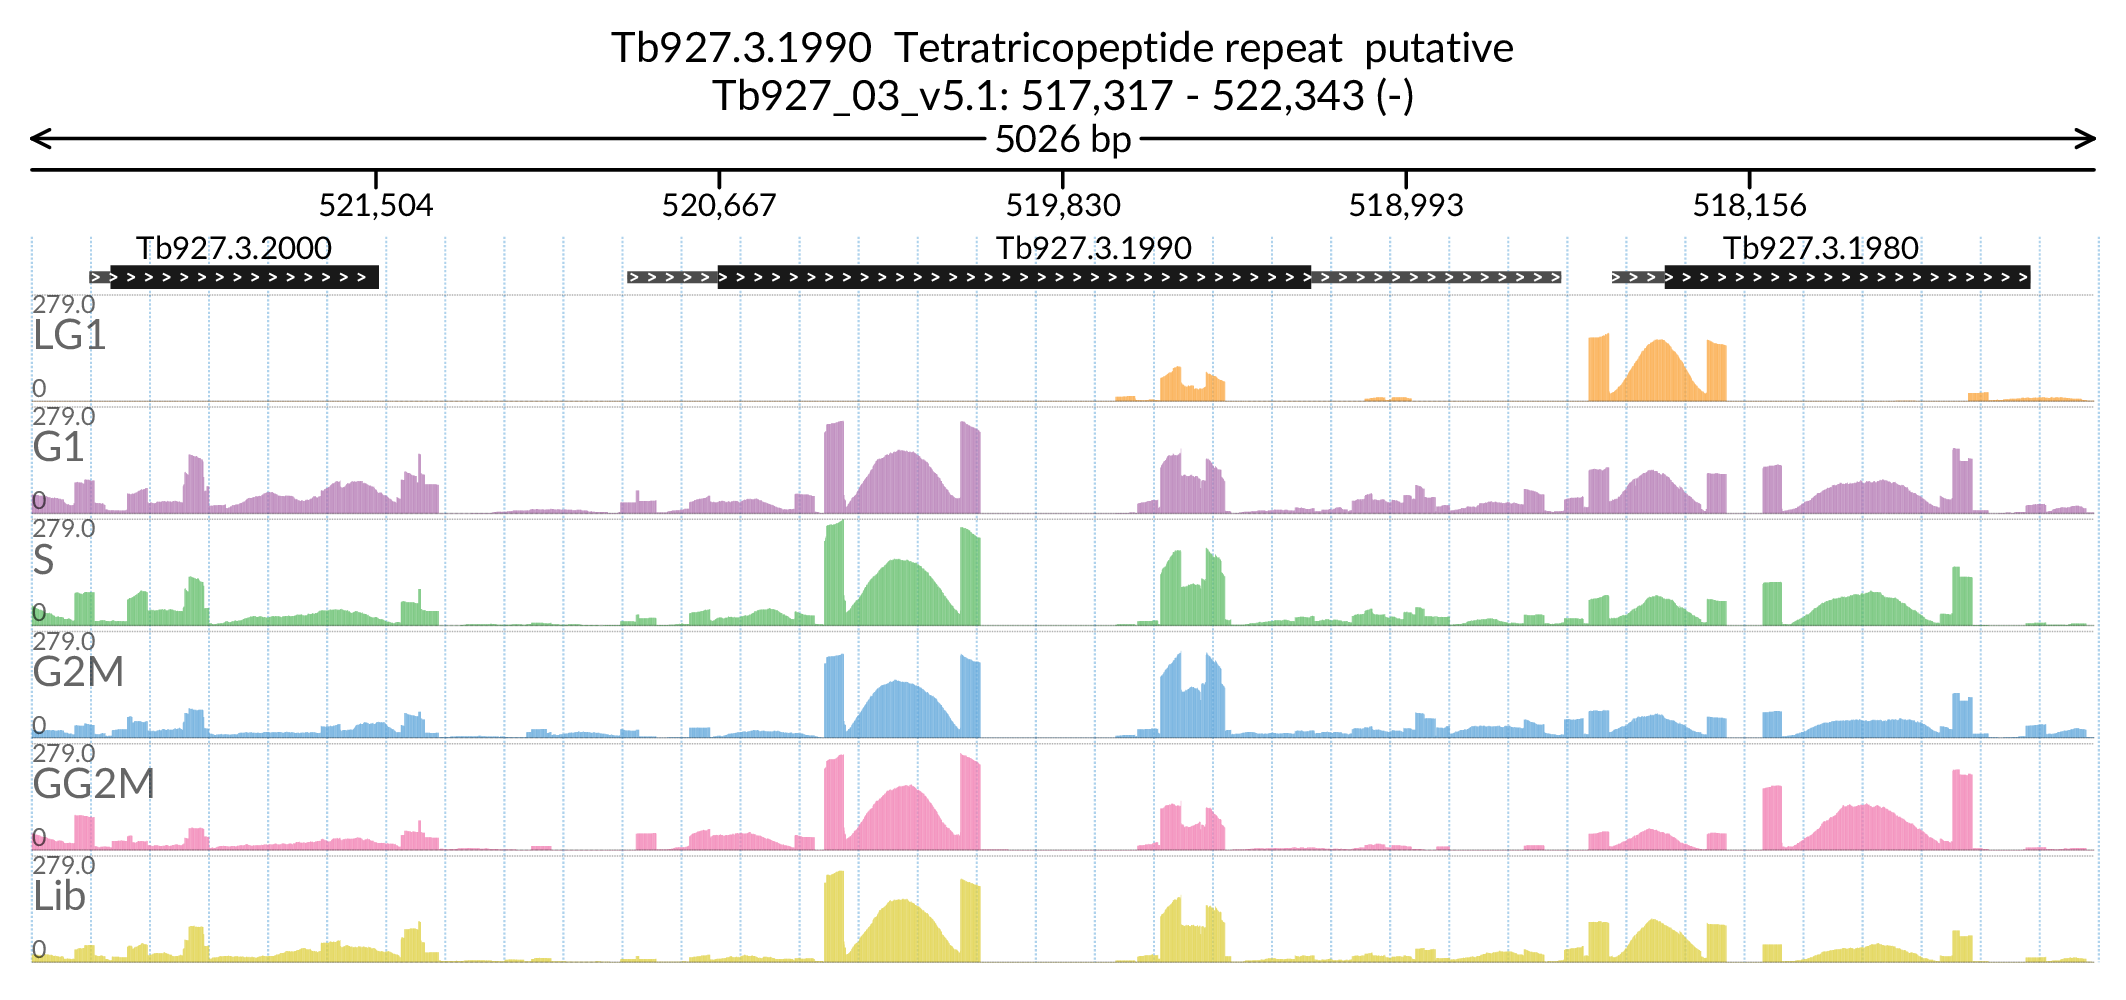 Tb927.3.1990 Tetratricopeptide repeat putative
Tb927_03_v5.1: 517,317 - 522,343 (-)
5026 bp
521,504 520,667 519,830 518,993 518,156
Tb927.3.2000 Tb927.3.1990 Tb927.3.1980
279.0
LG1
0
279.0
G1
0
279.0
S
0
279.0
G2M
0
279.0
GG2M
0
279.0
Lib
0